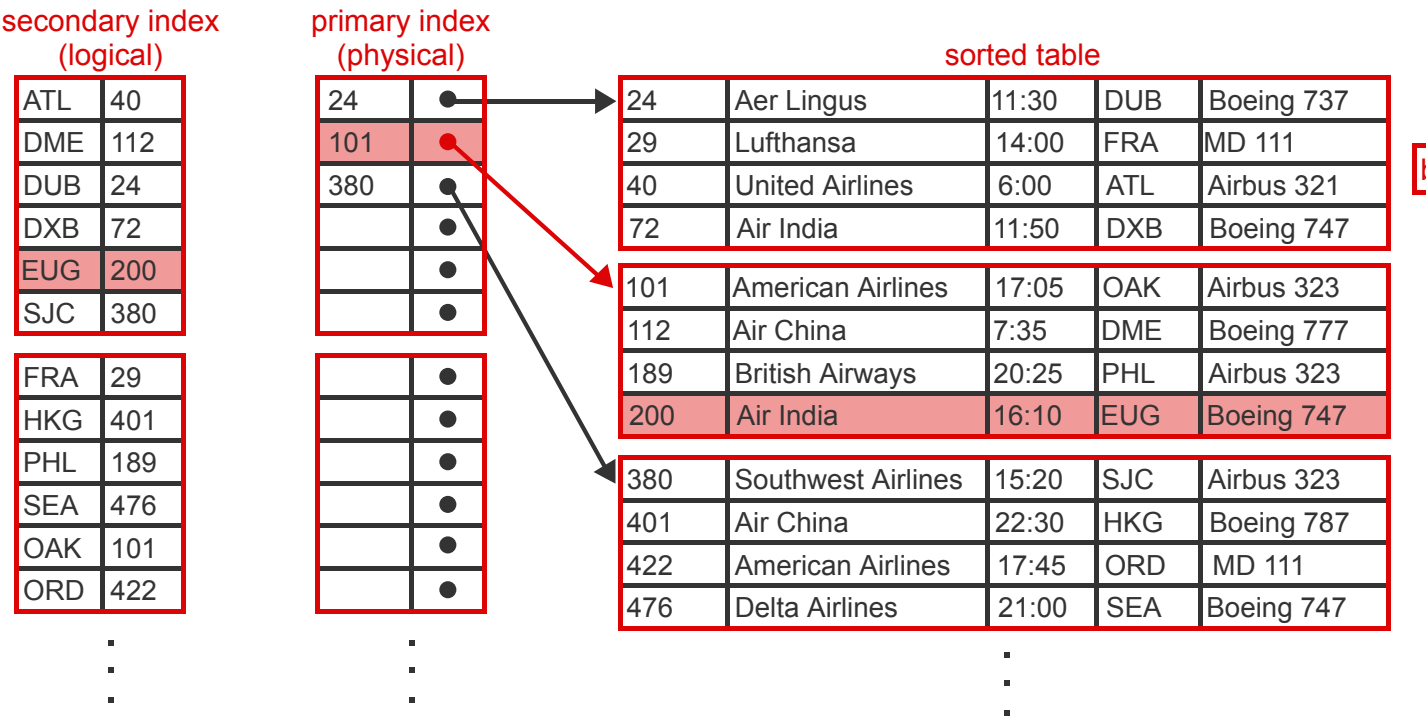 secondary index
(logical)
primary index
(physical)
sorted table
ATL 40
DME 112
DUB 24
DXB 72
EUG 200
SJC 380
FRA 29
HKG 401
PHL 189
SEA 476
OAK 101
ORD 422
24
101
380
24 Aer Lingus 11:30 DUB Boeing 737
29 Lufthansa 14:00 FRA MD 111
40 United Airlines 6:00 ATL Airbus 321
72 Air India 11:50 DXB Boeing 747
101 American Airlines 17:05 OAK Airbus 323
112 Air China 7:35 DME Boeing 777
189 British Airways 20:25 PHL Airbus 323
200 Air India 16:10 EUG Boeing 747
380 Southwest Airlines 15:20 SJC Airbus 323
401 Air China 22:30 HKG Boeing 787
422 American Airlines 17:45 ORD MD 111
476 Delta Airlines 21:00 SEA Boeing 747